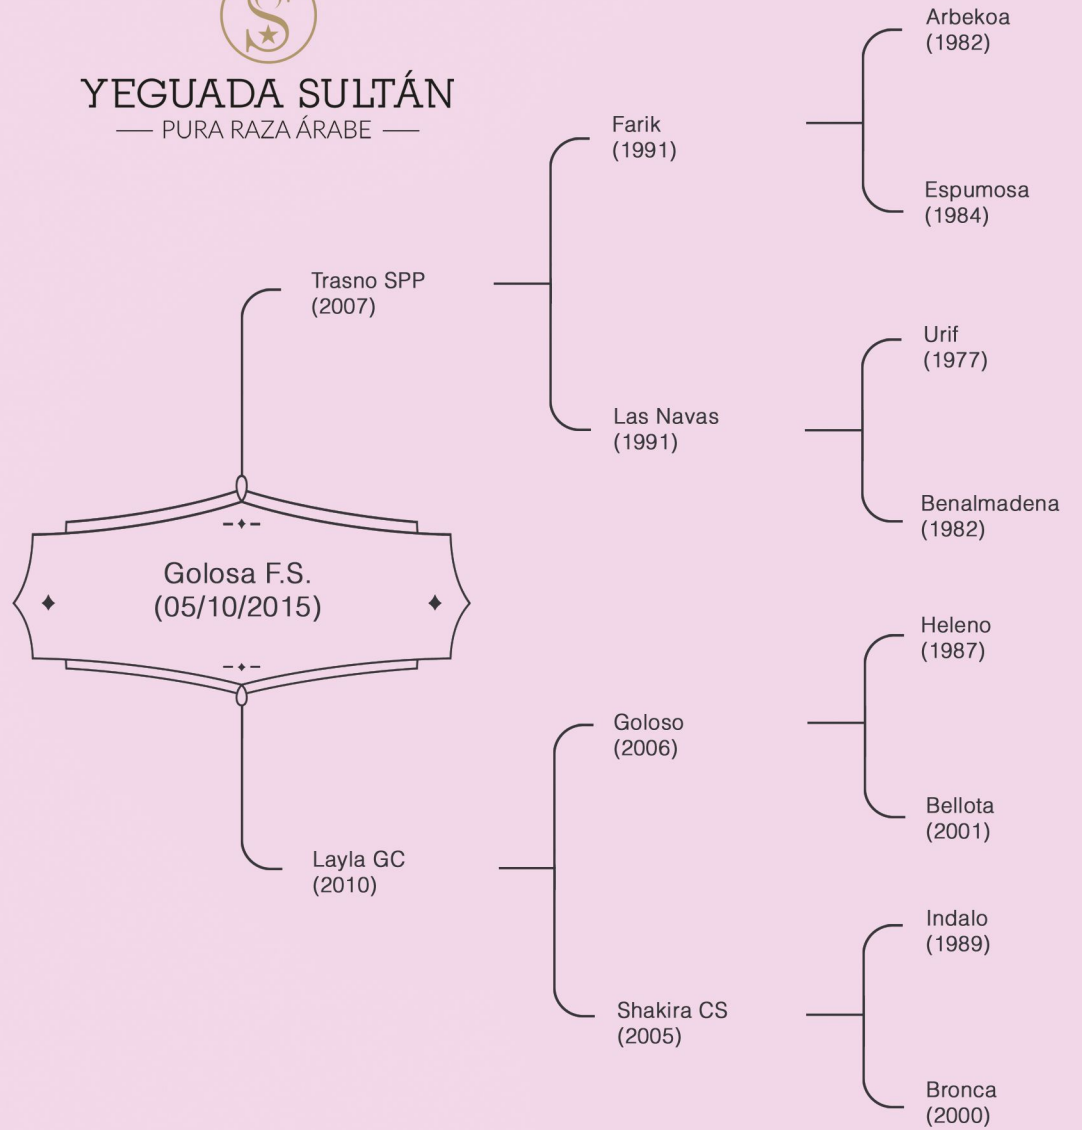 S
YEGUADA SULTÁN
PURA RAZA ÁRABE
Golosa F.S.
(05/10/2015)
Trasno SPP
(2007)
Layla GC
(2010)
Farik
(1991)
Las Navas
(1991)
Goloso
(2006)
Shakira CS
(2005)
Arbekoa
(1982)
Espumosa
(1984)
Urif
(1977)
Benalmadena
(1982)
Heleno
(1987)
Bellota
(2001)
Indalo
(1989)
Bronca
(2000)